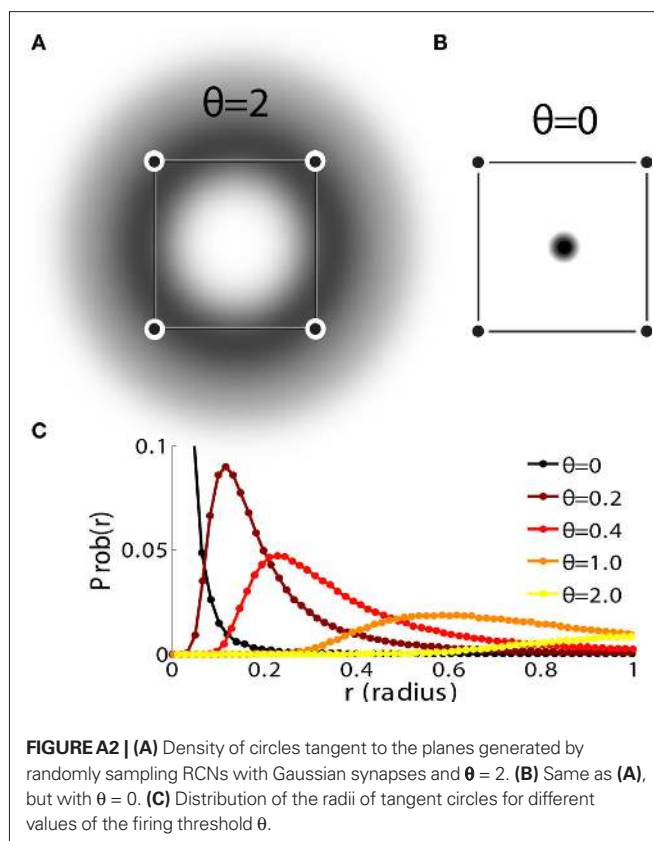 A
B
θ=2
θ=0
C
0.1
0.05
0
Prob(r)
0
0.2
0.4
0.6
0.8
1
r (radius)
θ=0
θ=0.2
θ=0.4
θ=1.0
θ=2.0
FIGURE A2 | (A) Density of circles tangent to the planes generated by
randomly sampling RCNs with Gaussian synapses and θ = 2. (B) Same as (A),
but with θ = 0. (C) Distribution of the radii of tangent circles for different
values of the firing threshold θ.